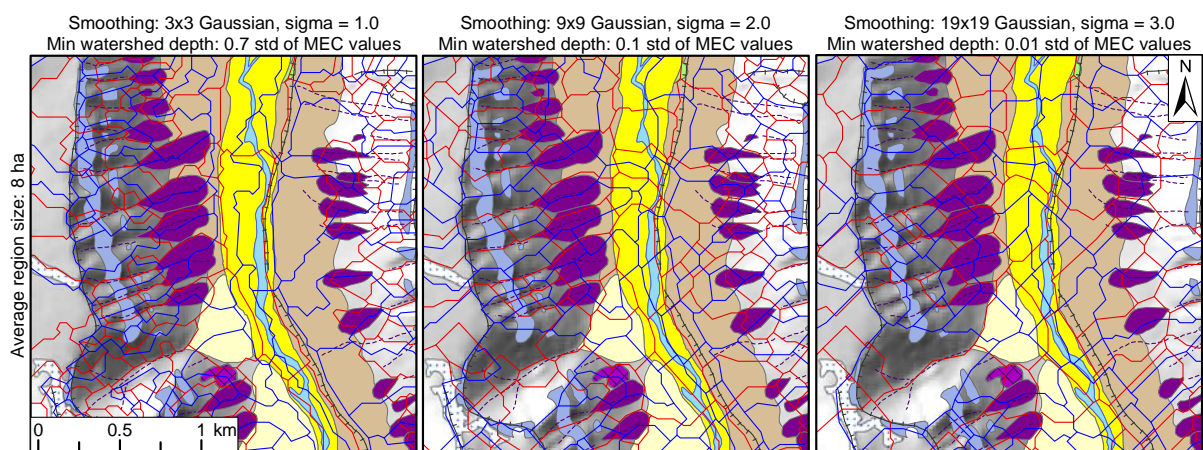 Smoothing: 3x3 Gaussian, sigma = 1.0
Min watershed depth: 0.7 std of MEC values
Smoothing: 9x9 Gaussian, sigma = 2.0
Min watershed depth: 0.1 std of MEC values
Smoothing: 19x19 Gaussian, sigma = 3.0
Min watershed depth: 0.01 std of MEC values
N
Average region size: 8 ha
0 0.5 1 km